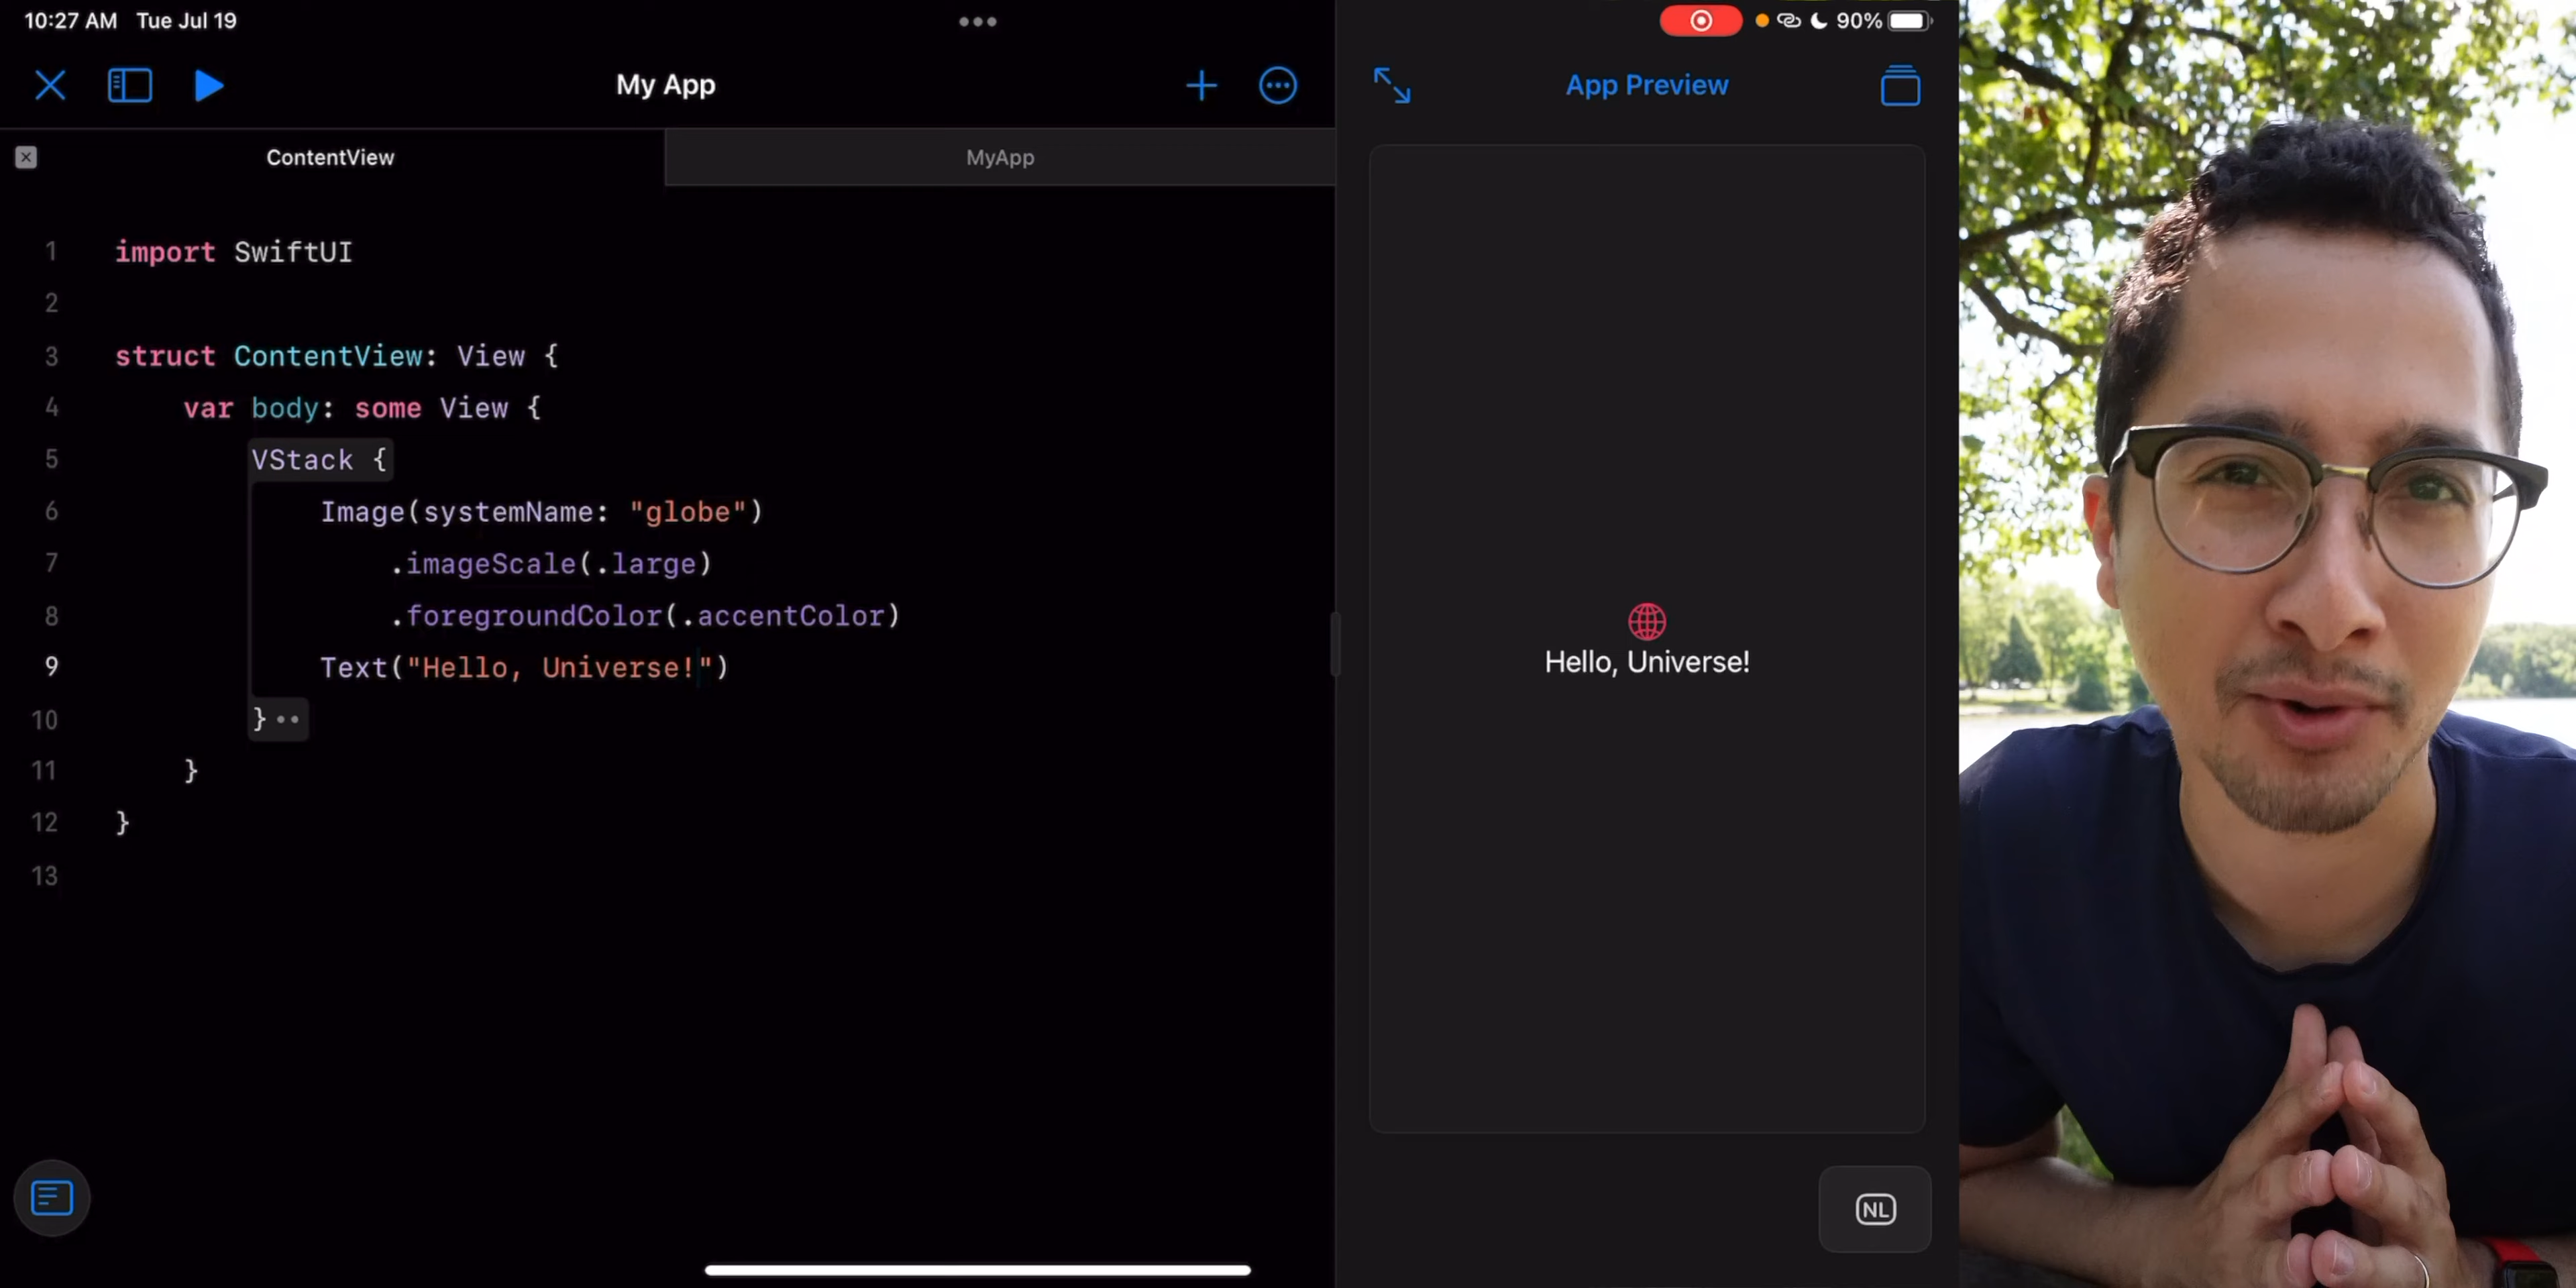 10:27 AM Tue Jul 19
90%
My App
App Preview
ContentView
MyApp
1 import SwiftUI
2
3 struct ContentView: View {
4 var body: some View {
5 VStack {
6 Image(systemName: "globe")
7 .imageScale(.large)
8 .foregroundColor(.accentColor)
9 Text("Hello, Universe!")
10 }
11 }
12 }
13
Hello, Universe!
NL